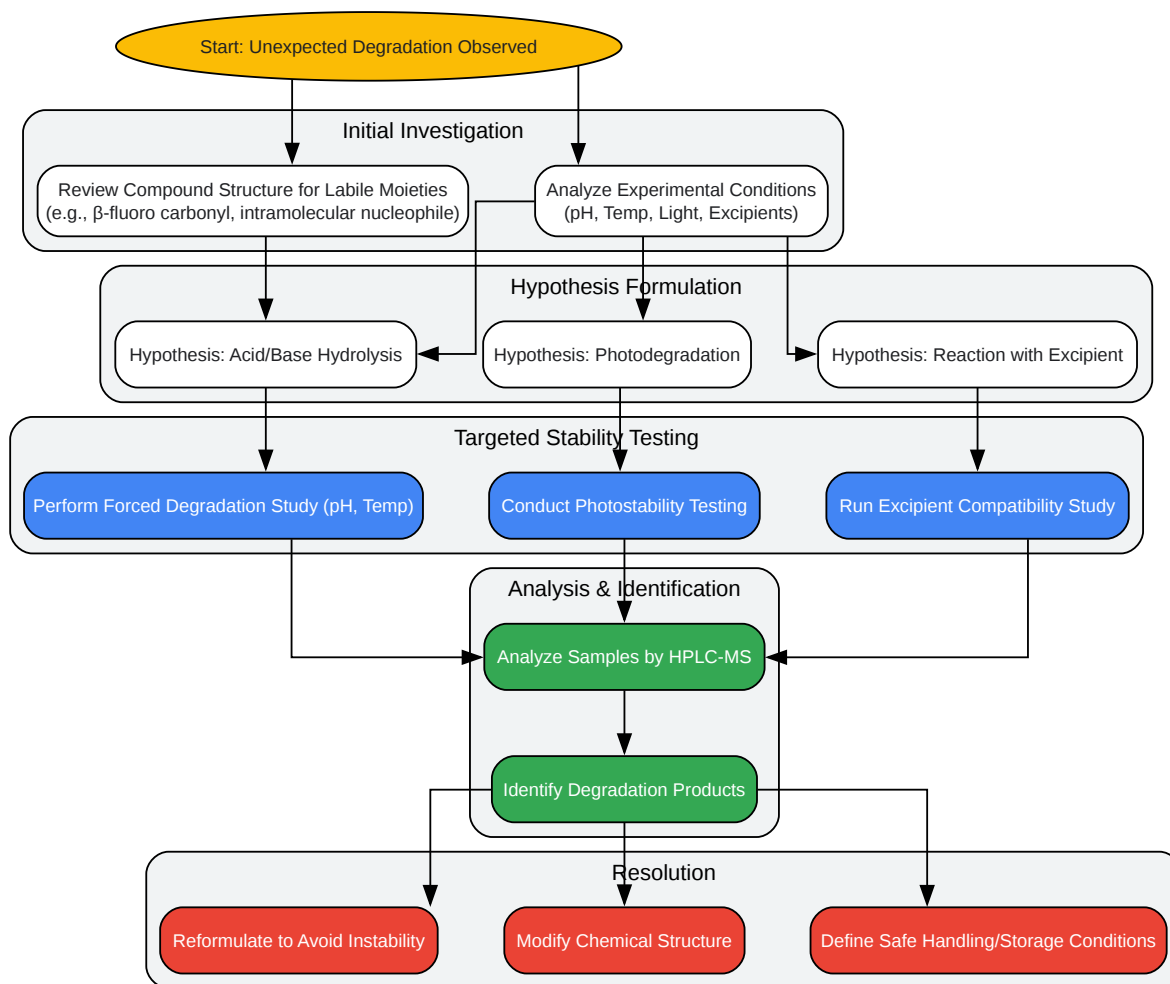 Start: Unexpected Degradation Observed
Initial Investigation
Review Compound Structure for Labile Moieties
(e.g., β-fluoro carbonyl, intramolecular nucleophile)
Analyze Experimental Conditions
(pH, Temp, Light, Excipients)
Hypothesis Formulation
Hypothesis: Acid/Base Hydrolysis
Hypothesis: Photodegradation
Hypothesis: Reaction with Excipient
Targeted Stability Testing
Perform Forced Degradation Study (pH, Temp)
Conduct Photostability Testing
Run Excipient Compatibility Study
Analysis & Identification
Analyze Samples by HPLC-MS
Identify Degradation Products
Resolution
Reformulate to Avoid Instability
Modify Chemical Structure
Define Safe Handling/Storage Conditions